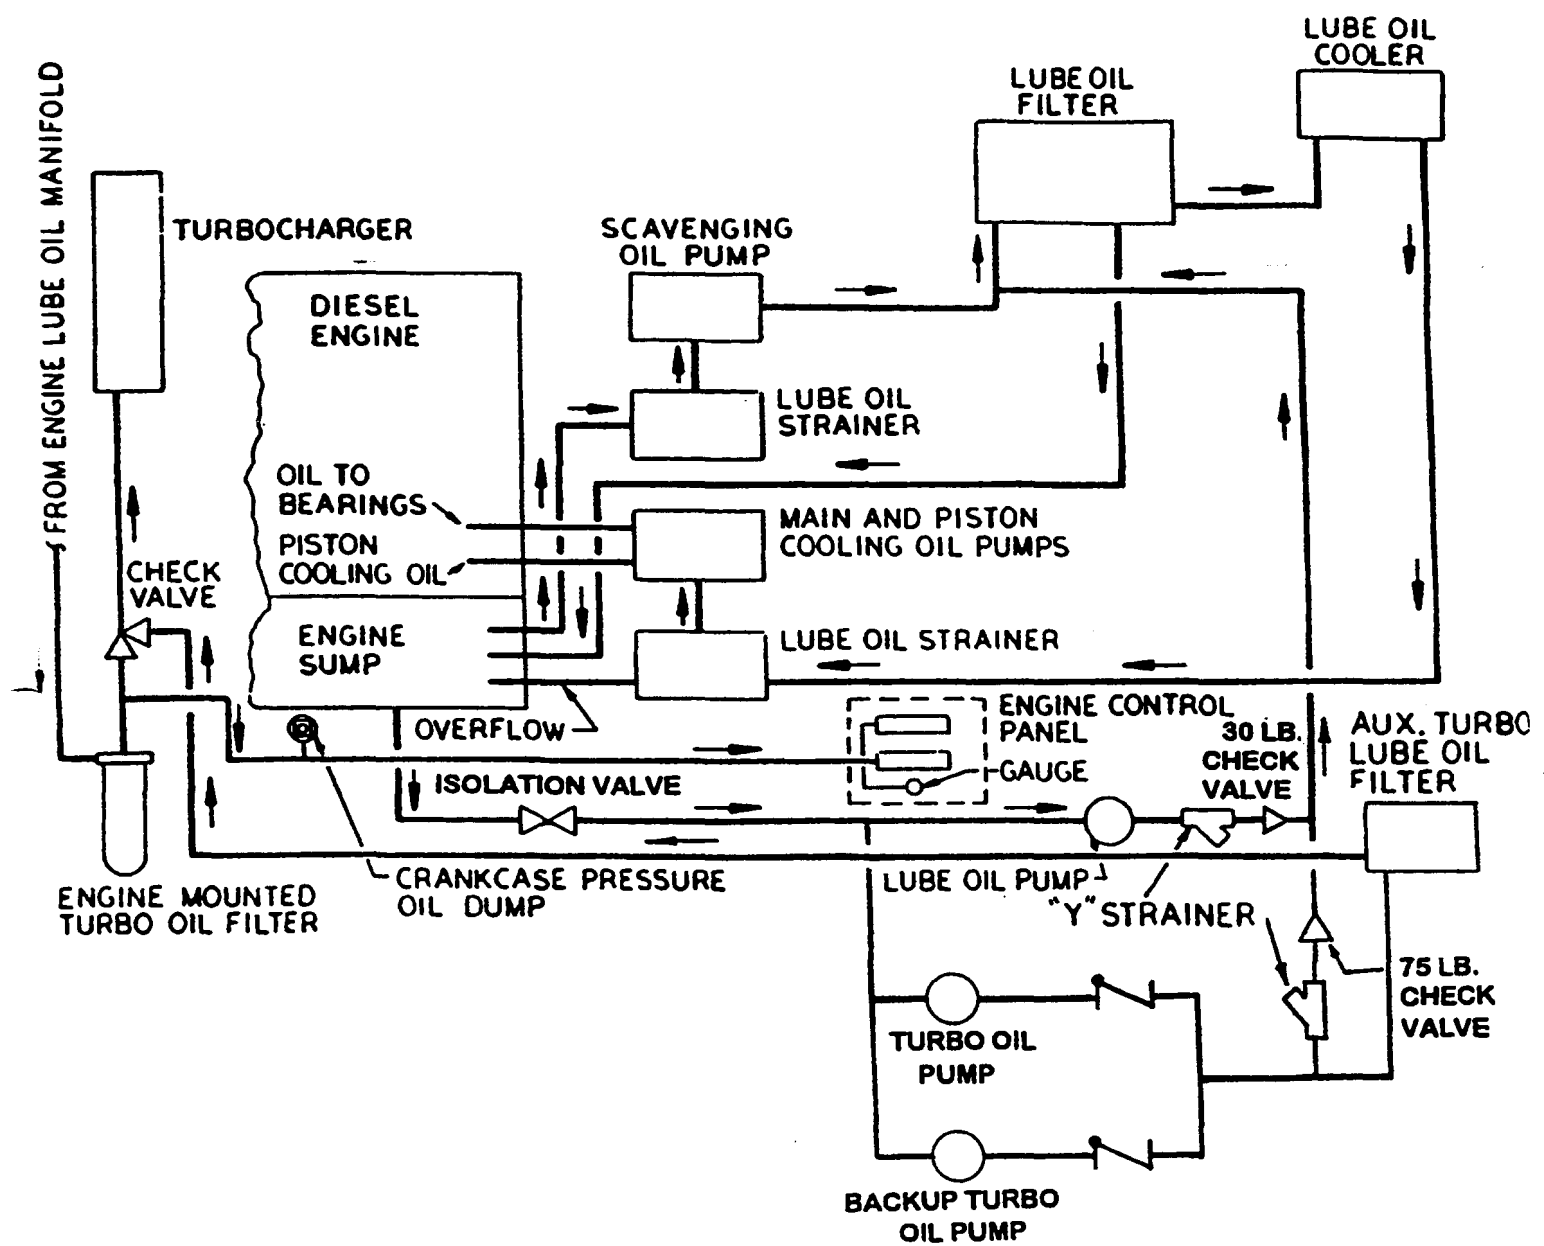 LUBE OIL
COOLER
LUBE OIL
FILTER
FROM ENGINE LUBE OIL MANIFOLD
TURBOCHARGER
SCAVENGING
OIL PUMP
DIESEL
ENGINE
LUBE OIL
STRAINER
OIL TO
BEARINGS
PISTON
COOLING OIL
MAIN AND PISTON
COOLING OIL PUMPS
CHECK
VALVE
ENGINE
SUMP
LUBE OIL STRAINER
OVERFLOW
ENGINE CONTROL
PANEL
GAUGE
30 LB.
CHECK
VALVE
AUX. TURBO
LUBE OIL
FILTER
ISOLATION VALVE
ENGINE MOUNTED
TURBO OIL FILTER
CRANKCASE PRESSURE
OIL DUMP
LUBE OIL PUMP
"Y" STRAINER
75 LB.
CHECK
VALVE
TURBO OIL
PUMP
BACKUP TURBO
OIL PUMP